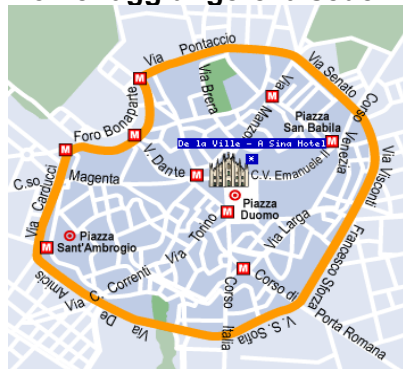 Via Pontaccio
Via Senato
Via Brera
Via Manzoni
Corso Venezia
Piazza San Babila
Foro Bonaparte
De la Ville - A Sina Hotel
V. Dante
C.V. Emanuele II
Via Visconti
C.so Magenta
Via Carducci
Piazza Duomo
Piazza Sant'Ambrogio
Via Torino
Via Larga
Francesco Sforza
Via C. Correnti
De Amicis
Via
Corso Italia
V. S. Sofia
Corso di Porta Romana
M
M
M
M
M
M
M
M
M